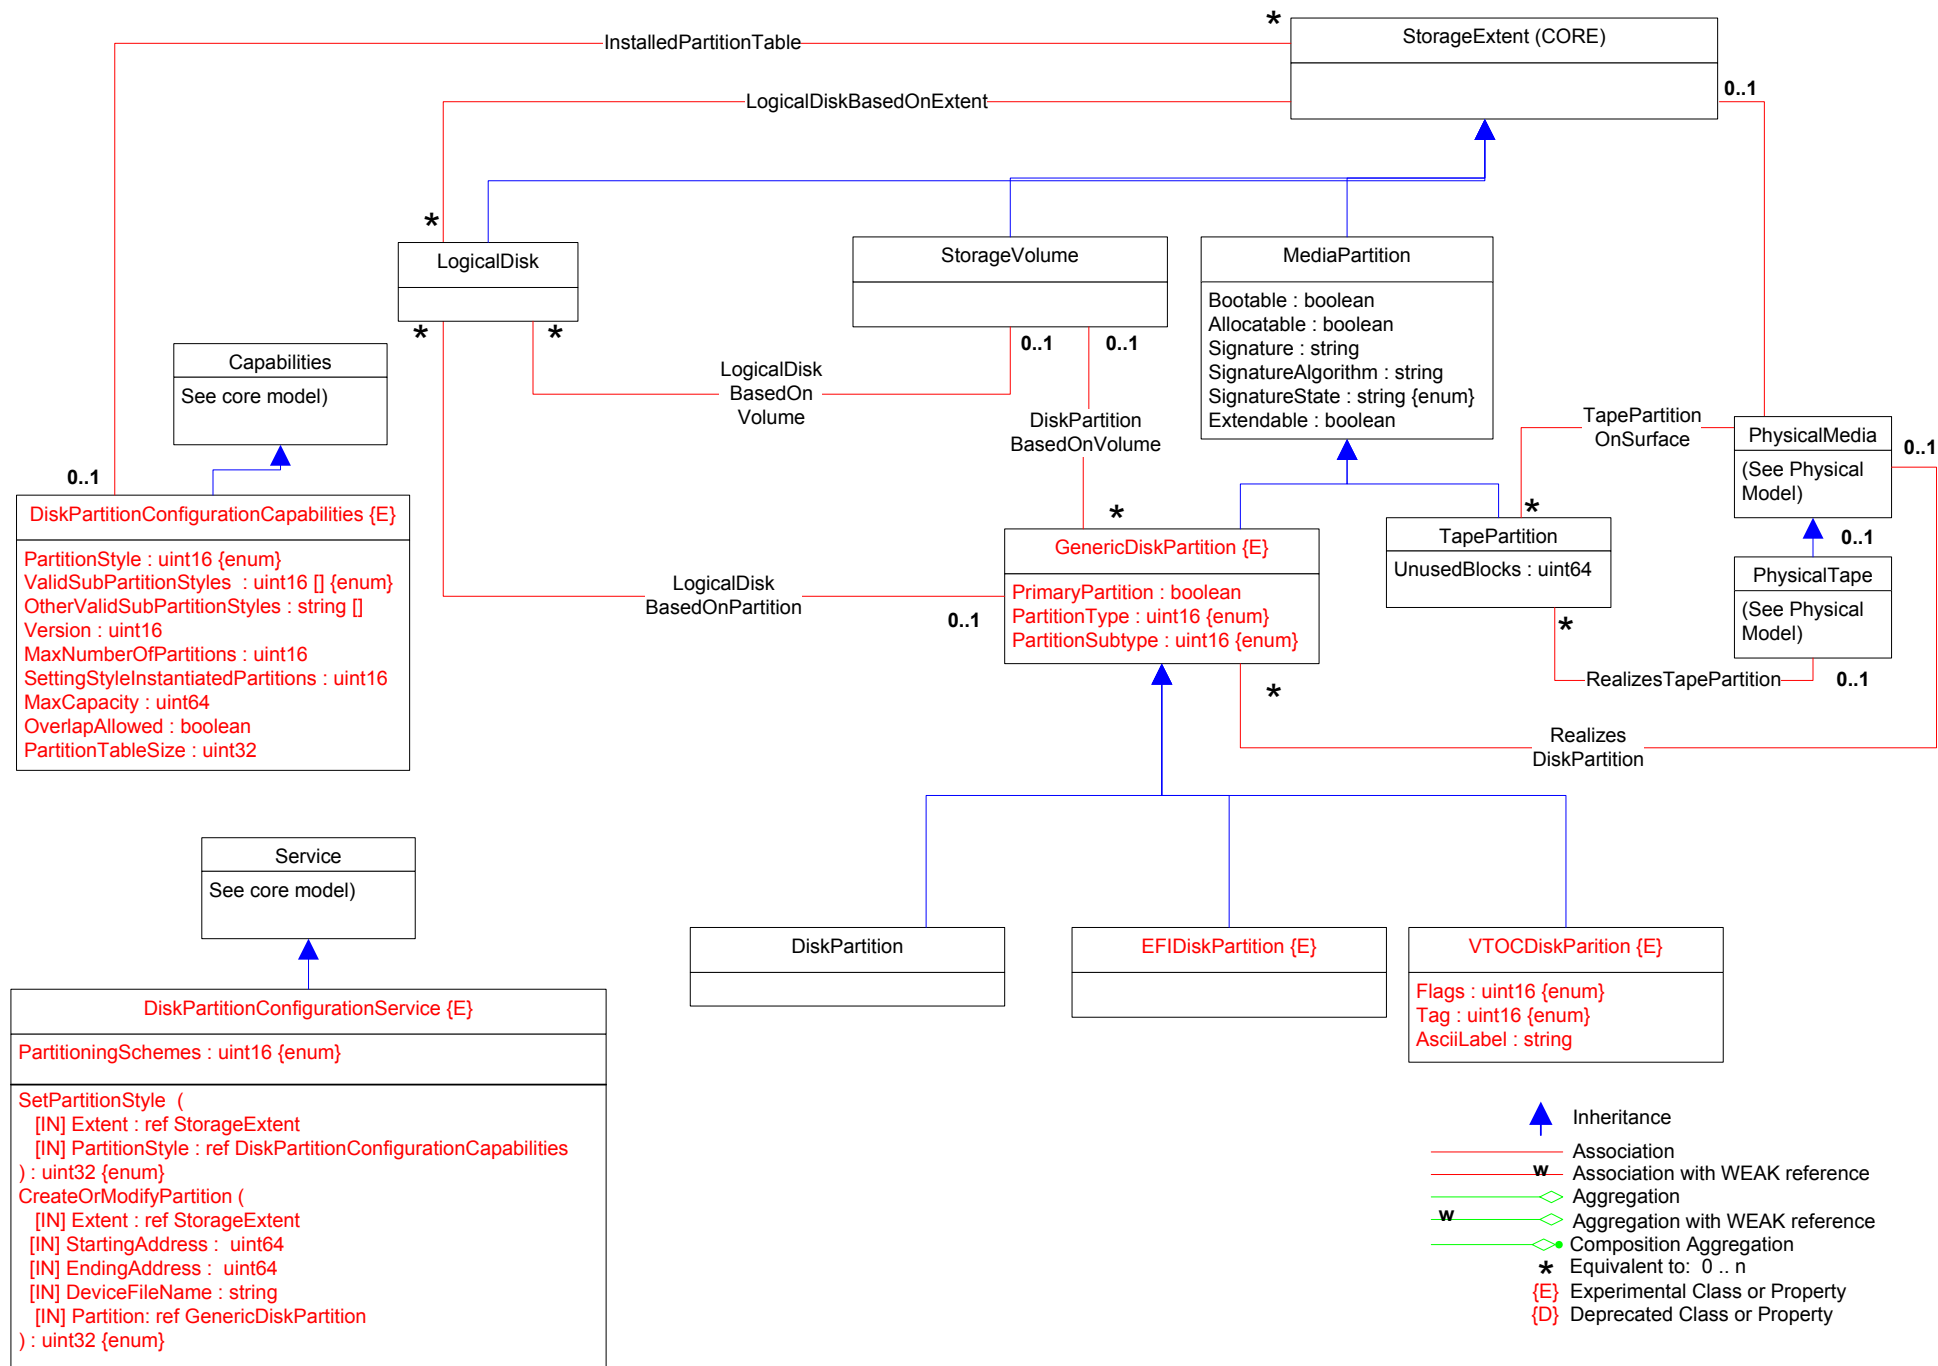 *
StorageExtent (CORE)
InstalledPartitionTable
LogicalDiskBasedOnExtent
0..1
*
LogicalDisk
*
*
StorageVolume
0..1
0..1
MediaPartition
Bootable : boolean
Allocatable : boolean
Signature : string
SignatureAlgorithm : string
SignatureState : string {enum}
Extendable : boolean
Capabilities
See core model)
LogicalDisk
BasedOn
Volume
DiskPartition
BasedOnVolume
TapePartition
OnSurface
PhysicalMedia
(See Physical
Model)
0..1
0..1
DiskPartitionConfigurationCapabilities {E}
PartitionStyle : uint16 {enum}
ValidSubPartitionStyles  : uint16 [] {enum}
OtherValidSubPartitionStyles : string []
Version : uint16
MaxNumberOfPartitions : uint16
SettingStyleInstantiatedPartitions : uint16
MaxCapacity : uint64
OverlapAllowed : boolean
PartitionTableSize : uint32
*
GenericDiskPartition {E}
PrimaryPartition : boolean
PartitionType : uint16 {enum}
PartitionSubtype : uint16 {enum}
LogicalDisk
BasedOnPartition
0..1
*
*
TapePartition
UnusedBlocks : uint64
*
0..1
PhysicalTape
(See Physical
Model)
RealizesTapePartition
0..1
Realizes
DiskPartition
Service
See core model)
DiskPartition
EFIDiskPartition {E}
VTOCDiskParition {E}
Flags : uint16 {enum}
Tag : uint16 {enum}
AsciiLabel : string
DiskPartitionConfigurationService {E}
PartitioningSchemes : uint16 {enum}
SetPartitionStyle  (
[IN] Extent : ref StorageExtent
[IN] PartitionStyle : ref DiskPartitionConfigurationCapabilities
) : uint32 {enum}
CreateOrModifyPartition (
[IN] Extent : ref StorageExtent
[IN] StartingAddress :  uint64
[IN] EndingAddress :  uint64
[IN] DeviceFileName : string
[IN] Partition: ref GenericDiskPartition
) : uint32 {enum}
Inheritance
Association
w Association with WEAK reference
Aggregation
w Aggregation with WEAK reference
Composition Aggregation
* Equivalent to:  0 .. n
{E} Experimental Class or Property
{D} Deprecated Class or Property